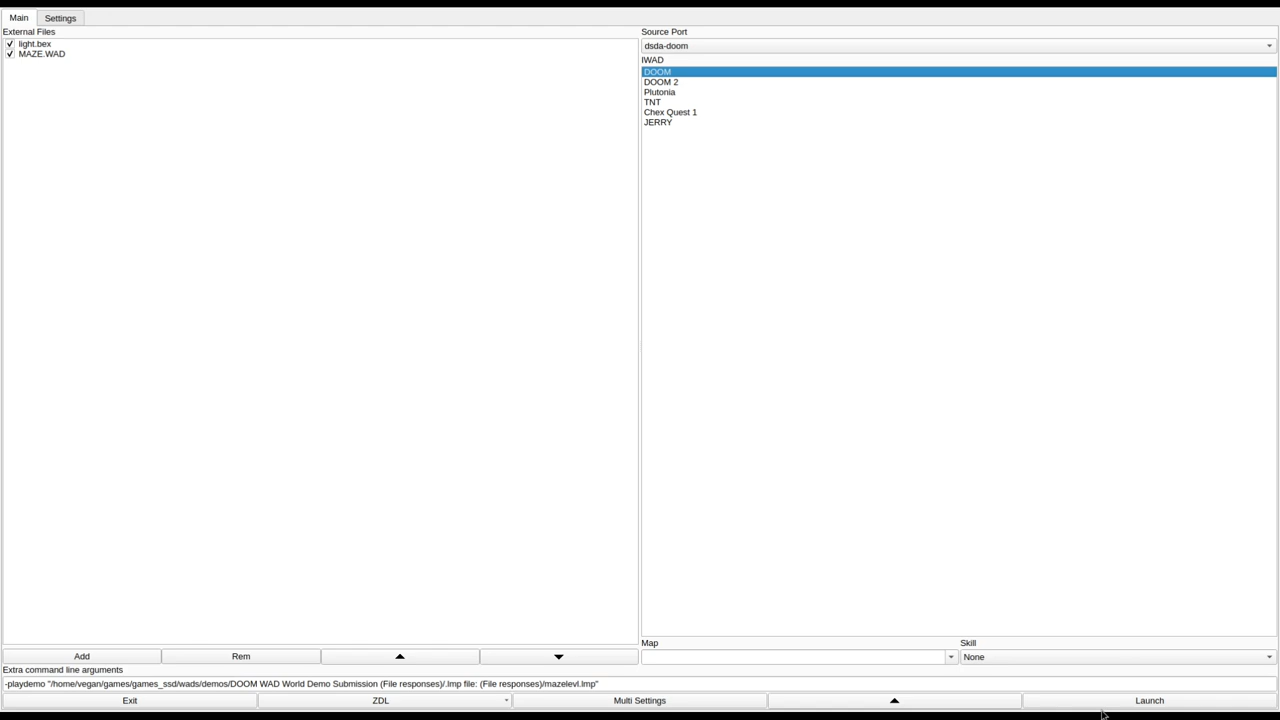 Main Settings
External Files
light.bex
MAZE.WAD
Source Port
dsda-doom
IWAD
DOOM
DOOM 2
Plutonia
TNT
Chex Quest 1
JERRY
Map Skill
None
Add Rem
Extra command line arguments
-playdemo "/home/vegan/games/games_ssd/wads/demos/DOOM WAD World Demo Submission (File responses)/.lmp file: (File responses)/mazelevl.lmp"
Exit ZDL Multi Settings Launch